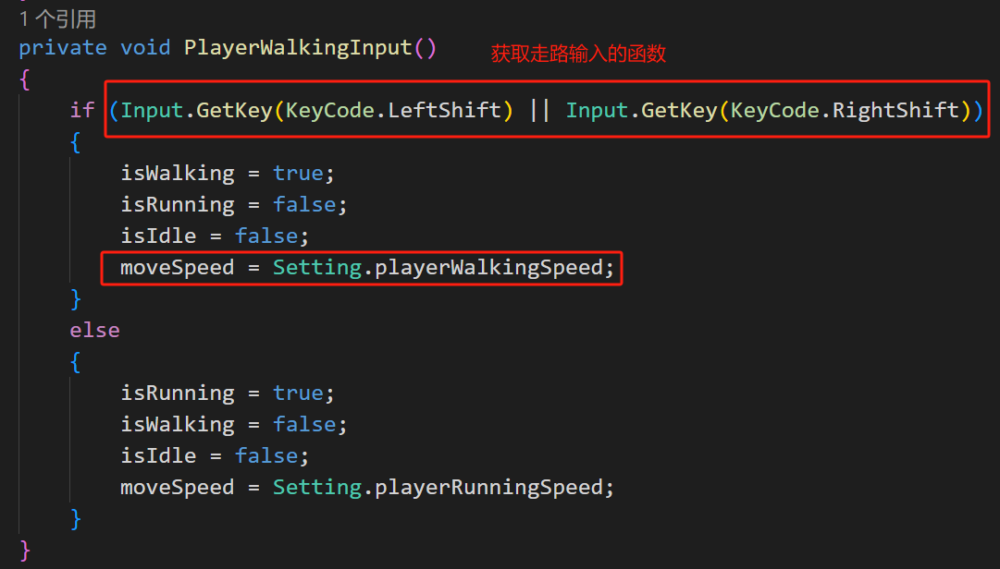 1 个引用
private void PlayerWalkingInput() 获取走路输入的函数
{
if (Input.GetKey(KeyCode.LeftShift) || Input.GetKey(KeyCode.RightShift))
{
isWalking = true;
isRunning = false;
isIdle = false;
moveSpeed = Setting.playerWalkingSpeed;
}
else
{
isRunning = true;
isWalking = false;
isIdle = false;
moveSpeed = Setting.playerRunningSpeed;
}
}